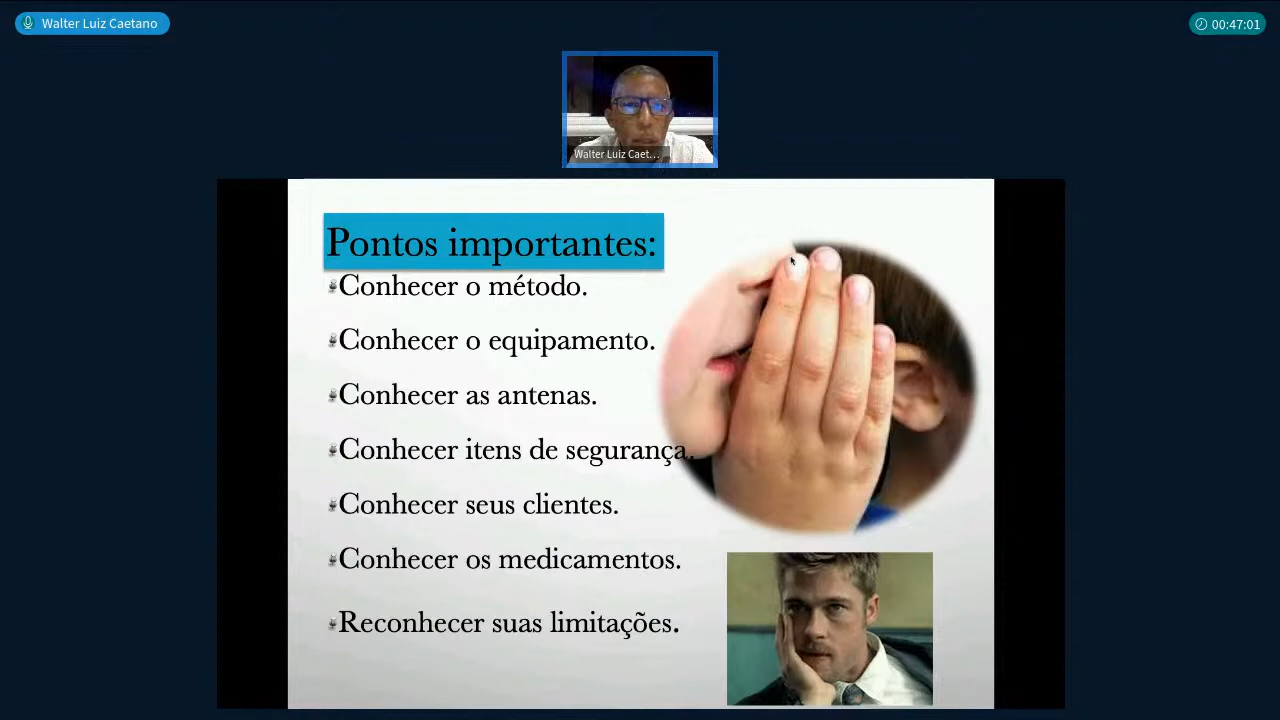 Walter Luiz Caetano
00:47:01
Walter Luiz Caet...
Pontos importantes:
Conhecer o método.
Conhecer o equipamento.
Conhecer as antenas.
Conhecer itens de segurança.
Conhecer seus clientes.
Conhecer os medicamentos.
Reconhecer suas limitações.